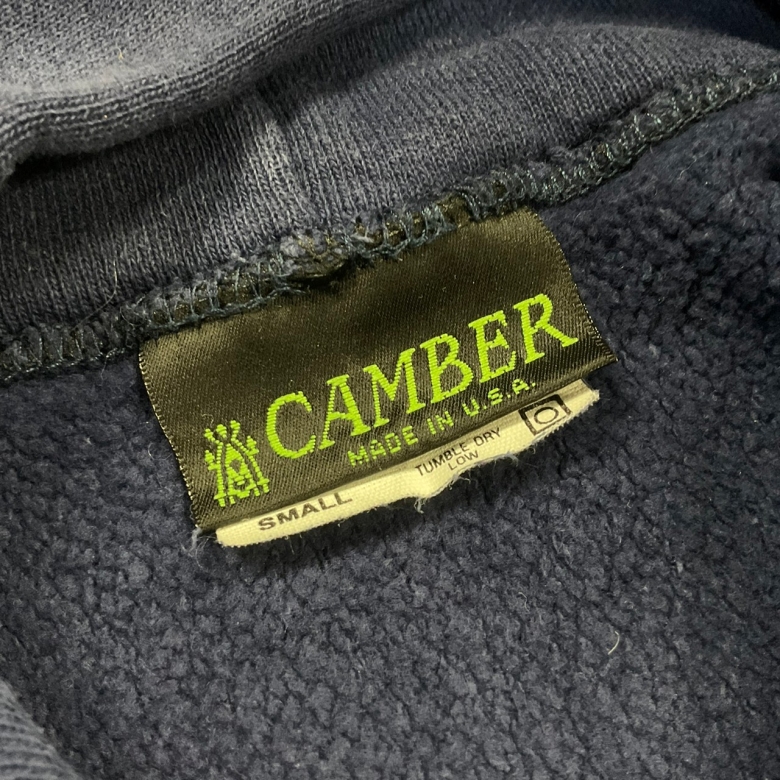 CAMBER
MADE IN U.S.A.
SMALL
TUMBLE DRY
LOW